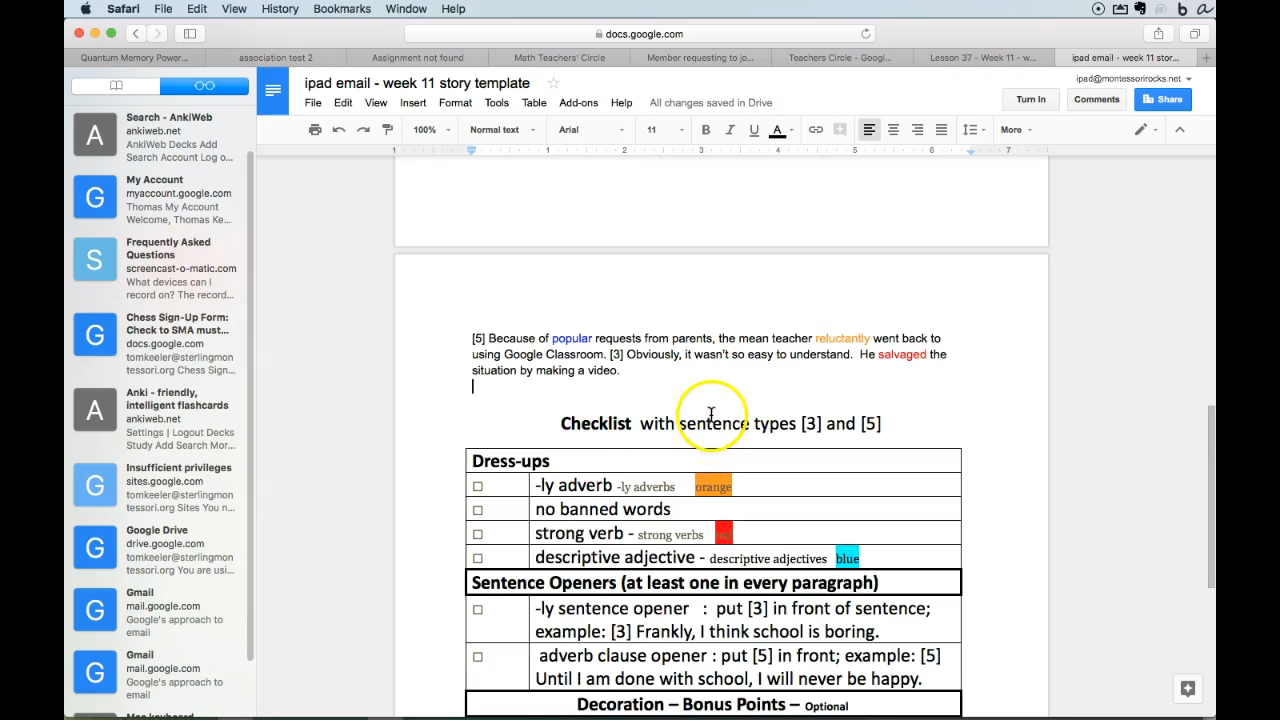 Safari File Edit View History Bookmarks Window Help
docs.google.com
Quantum Memory Power... association test 2 Assignment not found Math Teachers' Circle Member requesting to jo... Teachers Circle - Googl... Lesson 37 - Week 11 - w... ipad email - week 11 stor...
Search - AnkiWeb
ankiweb.net
AnkiWeb Decks Add
Search Account Log o...
My Account
myaccount.google.com
Thomas My Account
Welcome, Thomas Ke...
Frequently Asked
Questions
screencast-o-matic.com
What devices can I
record on? The record...
Chess Sign-Up Form:
Check to SMA must...
docs.google.com
tomkeeler@sterlingmon
tessori.org Chess Sign...
Anki - friendly,
intelligent flashcards
ankiweb.net
Settings | Logout Decks
Study Add Search Mor...
Insufficient privileges
sites.google.com
tomkeeler@sterlingmon
tessori.org Sites You n...
Google Drive
drive.google.com
tomkeeler@sterlingmon
tessori.org You are usi...
Gmail
mail.google.com
Google's approach to
email
Gmail
mail.google.com
Google's approach to
email
A
G
S
G
A
G
G
G
G
ipad email - week 11 story template
ipad@montessorirocks.net
File Edit View Insert Format Tools Table Add-ons Help All changes saved in Drive
Turn In Comments Share
100% Normal text Arial 11 B I U A More
1 1 2 3 4 5 6 7
[5] Because of popular requests from parents, the mean teacher reluctantly went back to
using Google Classroom. [3] Obviously, it wasn't so easy to understand. He salvaged the
situation by making a video.
Checklist with sentence types [3] and [5]
Dress-ups
-ly adverb -ly adverbs orange
no banned words
strong verb - strong verbs
descriptive adjective - descriptive adjectives blue
Sentence Openers (at least one in every paragraph)
-ly sentence opener : put [3] in front of sentence;
example: [3] Frankly, I think school is boring.
adverb clause opener : put [5] in front; example: [5]
Until I am done with school, I will never be happy.
Decoration – Bonus Points – Optional